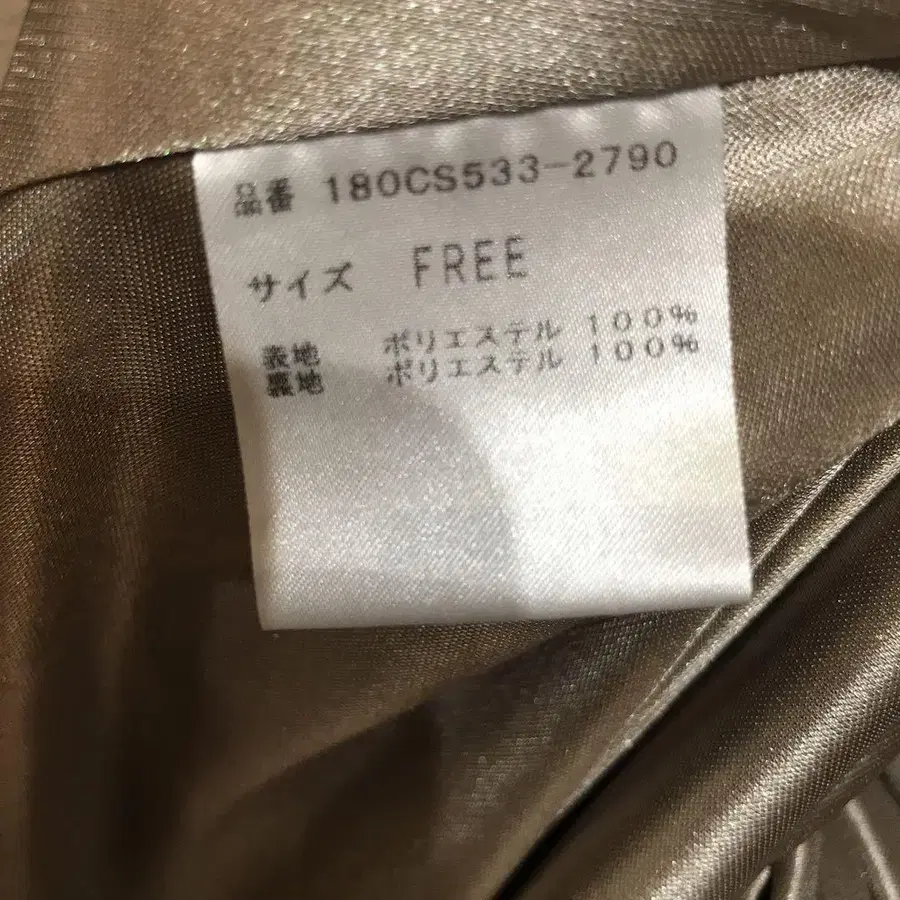 品番 180CS533-2790
サイズ FREE
表地 ポリエステル 100%
裏地 ポリエステル 100%